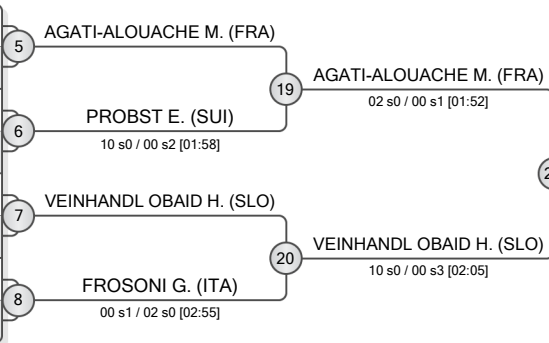 AGATI-ALOUACHE M. (FRA)
5
19
AGATI-ALOUACHE M. (FRA)
02 s0 / 00 s1 [01:52]
PROBST E. (SUI)
6
10 s0 / 00 s2 [01:58]
2
VEINHANDL OBAID H. (SLO)
7
20
VEINHANDL OBAID H. (SLO)
10 s0 / 00 s3 [02:05]
FROSONI G. (ITA)
8
00 s1 / 02 s0 [02:55]